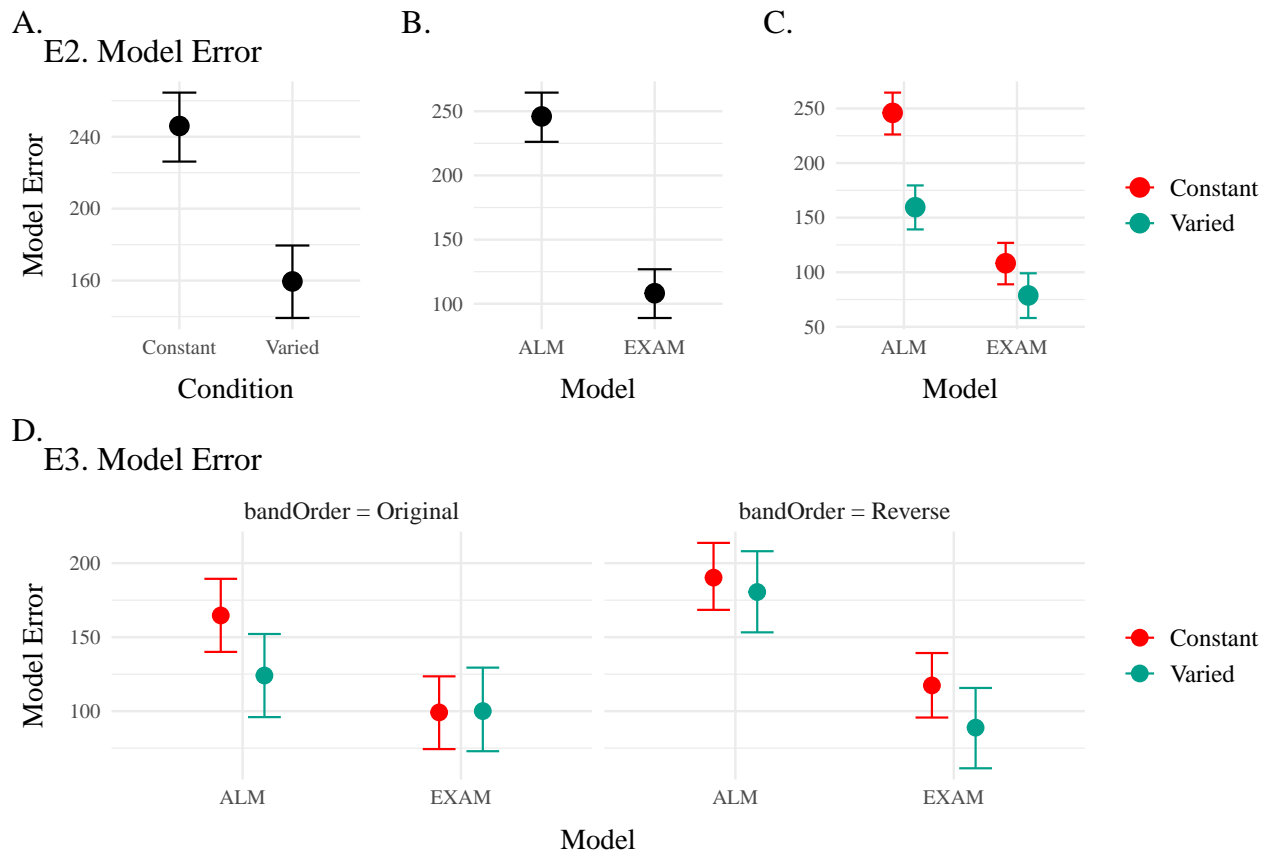 A.
E2. Model Error
Model Error
240
200
160
Constant Varied
Condition
B.
250
200
150
100
ALM EXAM
Model
C.
250
200
150
100
50
ALM EXAM
Model
Constant
Varied
D.
E3. Model Error
bandOrder = Original bandOrder = Reverse
Model Error
200
150
100
ALM EXAM ALM EXAM
Model
Constant
Varied